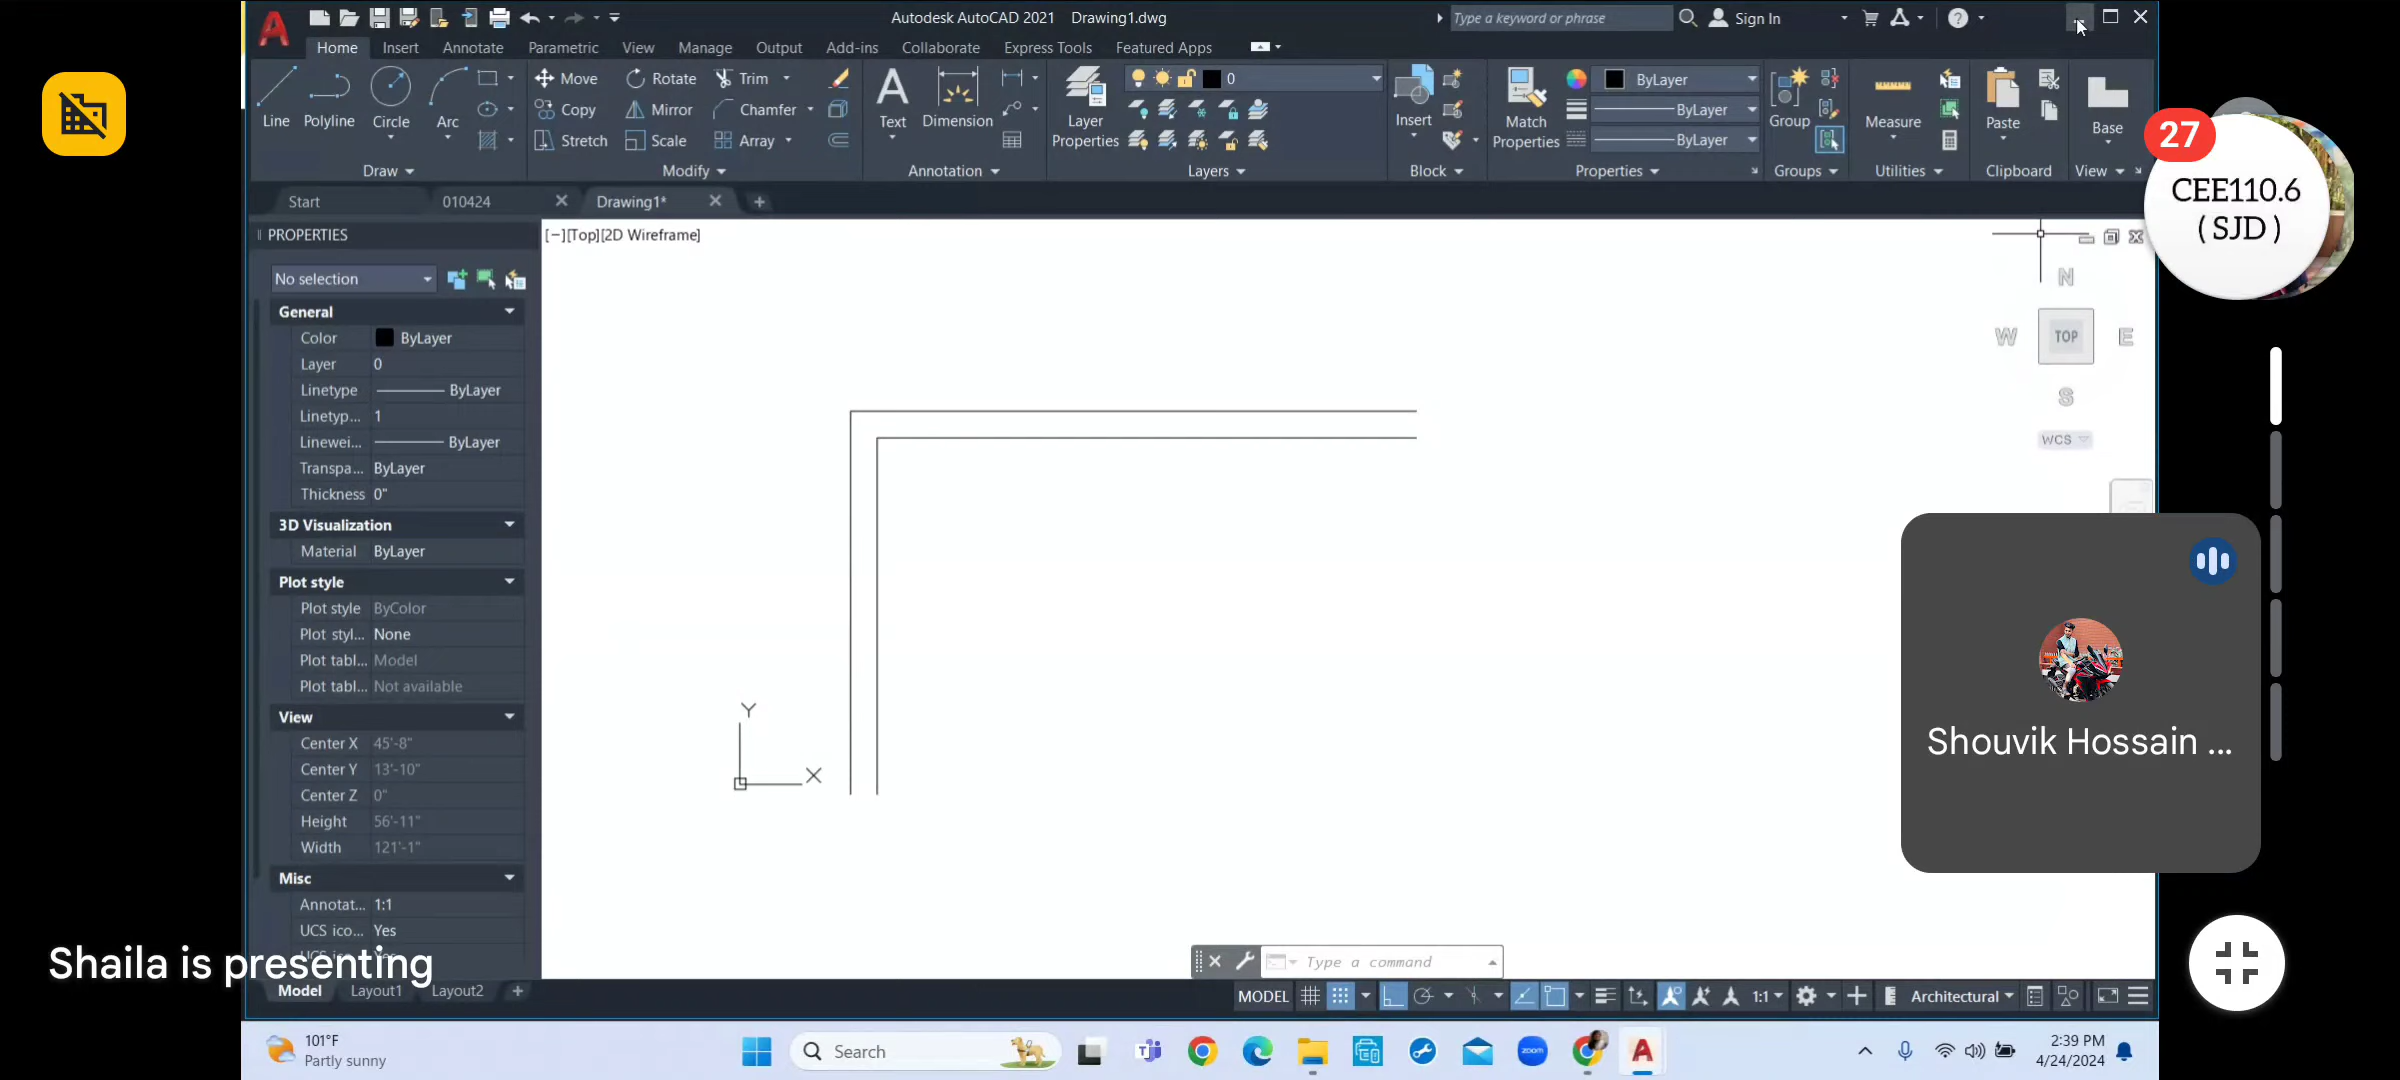 Autodesk AutoCAD 2021 Drawing1.dwg
Type a keyword or phrase
Sign In
Home Insert Annotate Parametric View Manage Output Add-ins Collaborate Express Tools Featured Apps
Line Polyline Circle Arc
Move Rotate Trim
Copy Mirror Chamfer
Stretch Scale Array
Text Dimension
Layer Properties
0
Insert
Match Properties
ByLayer
ByLayer
ByLayer
Group
Measure
Paste
Base
Draw Modify Annotation Layers Block Properties Groups Utilities Clipboard View
27
CEE110.6
( SJD )
Start 010424 Drawing1*
PROPERTIES
[−][Top][2D Wireframe]
No selection
General
Color ByLayer
Layer 0
Linetype ByLayer
Linetyp... 1
Linewei... ByLayer
Transpa... ByLayer
Thickness 0"
3D Visualization
Material ByLayer
Plot style
Plot style ByColor
Plot styl... None
Plot tabl... Model
Plot tabl... Not available
View
Center X 45'-8"
Center Y 13'-10"
Center Z 0"
Height 56'-11"
Width 121'-1"
Misc
Annotat... 1:1
UCS ico... Yes
N
W TOP E
S
WCS
Y
X
Shouvik Hossain ...
Shaila is presenting
Type a command
Model Layout1 Layout2
MODEL 1:1 Architectural
101°F
Partly sunny
Search
zoom
2:39 PM
4/24/2024